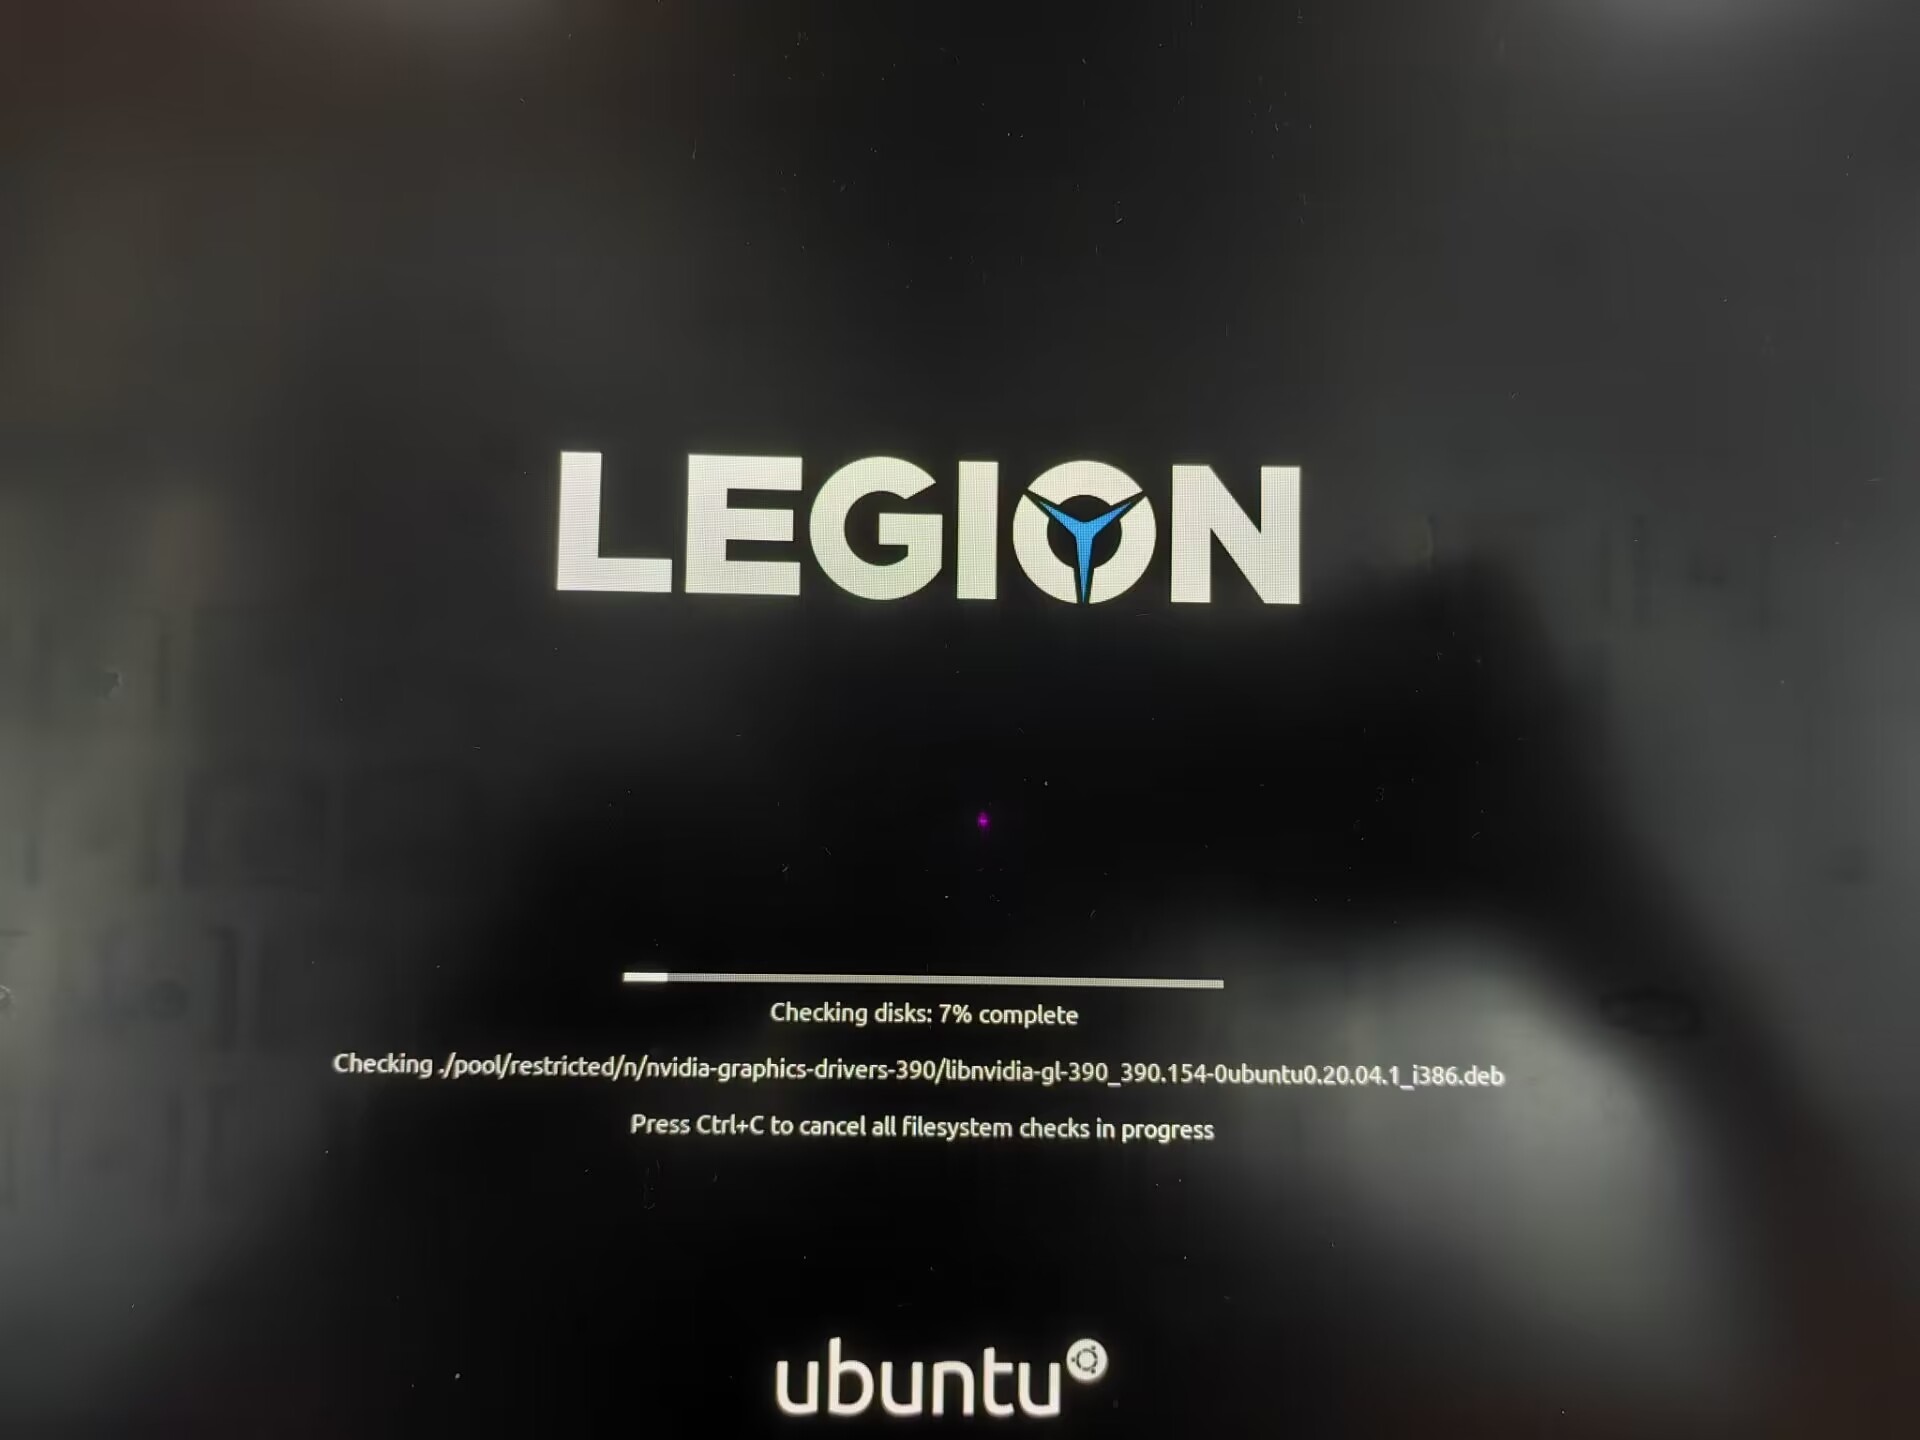 LEGION
Checking disks: 7% complete
Checking ./pool/restricted/n/nvidia-graphics-drivers-390/libnvidia-gl-390_390.154-0ubuntu0.20.04.1_i386.deb
Press Ctrl+C to cancel all filesystem checks in progress
ubuntu